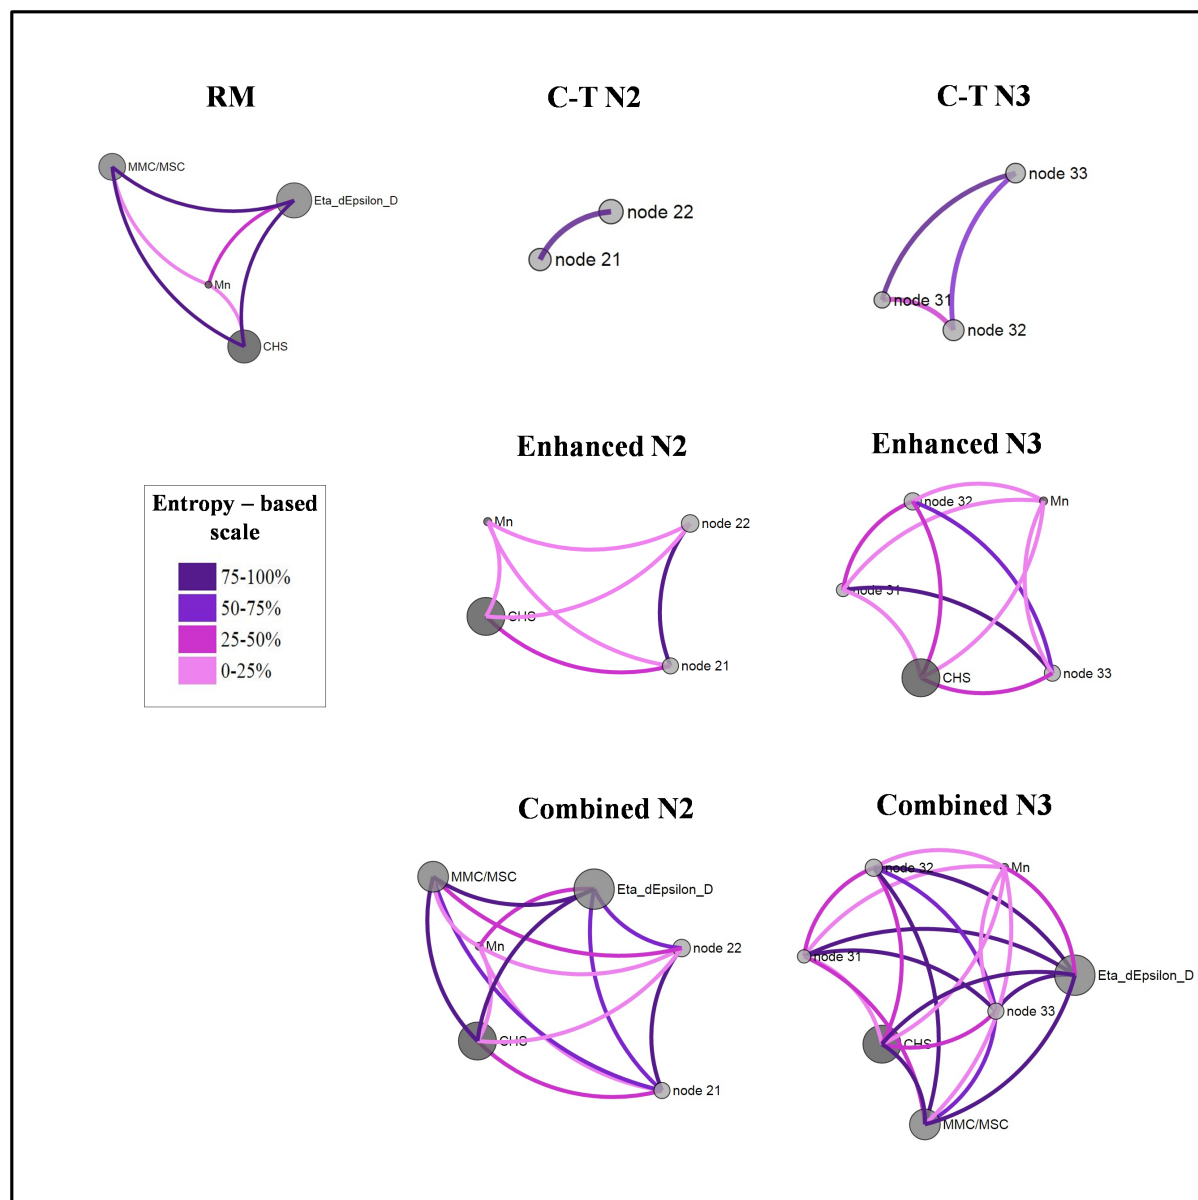 RM
C-T N2
C-T N3
MMC/MSC
Eta_dEpsilon_D
Mn
CHS
node 22
node 21
node 33
node 31
node 32
Enhanced N2
Enhanced N3
Entropy – based
scale
75-100%
50-75%
25-50%
0-25%
Mn
node 22
CHS
node 21
node 32
Mn
node 31
CHS
node 33
Combined N2
Combined N3
MMC/MSC
Eta_dEpsilon_D
Mn
node 22
CHS
node 21
node 32
Mn
node 31
Eta_dEpsilon_D
node 33
CHS
MMC/MSC